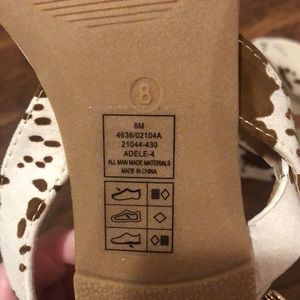 8
8M
4636/02104A
21044-430
ADELE-4
ALL MAN MADE MATERIALS
MADE IN CHINA